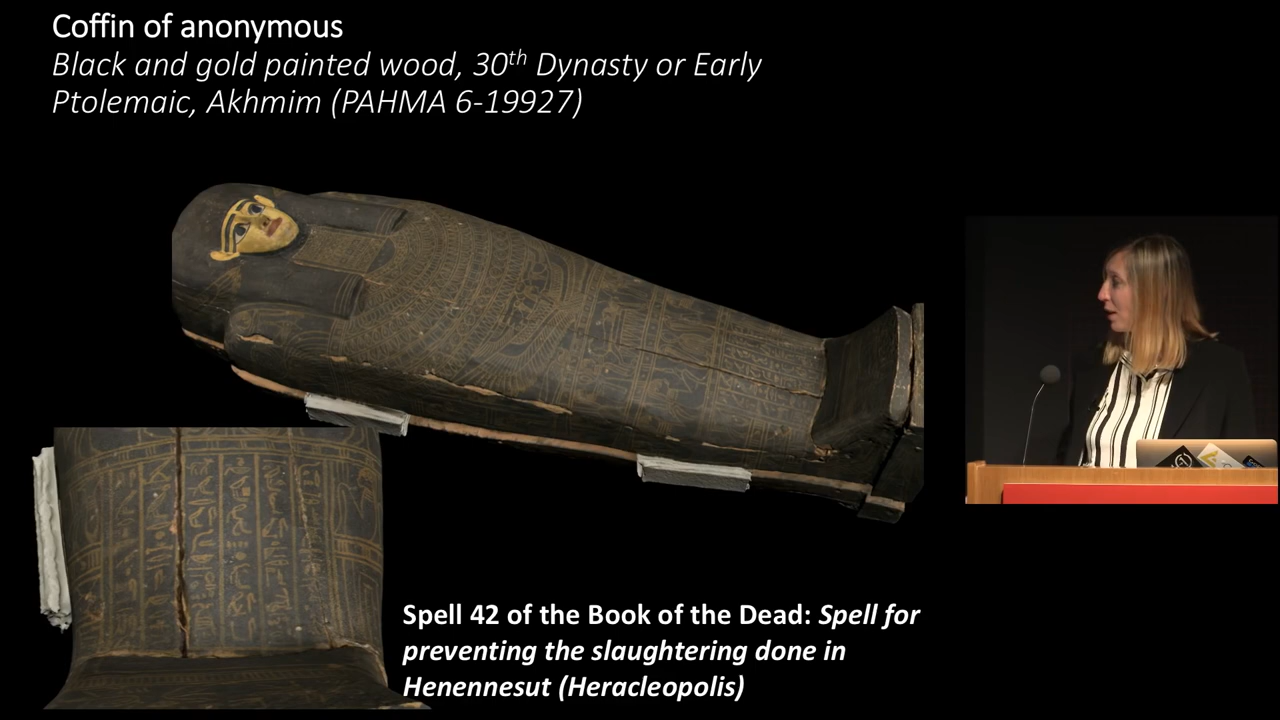 Coffin of anonymous
Black and gold painted wood, 30th Dynasty or Early
Ptolemaic, Akhmim (PAHMA 6-19927)
Spell 42 of the Book of the Dead: Spell for
preventing the slaughtering done in
Henennesut (Heracleopolis)